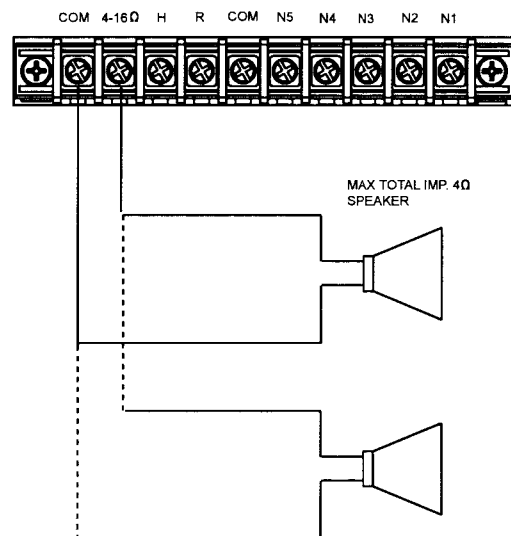 COM 4-16Ω H R COM N5 N4 N3 N2 N1
MAX TOTAL IMP. 4Ω
SPEAKER